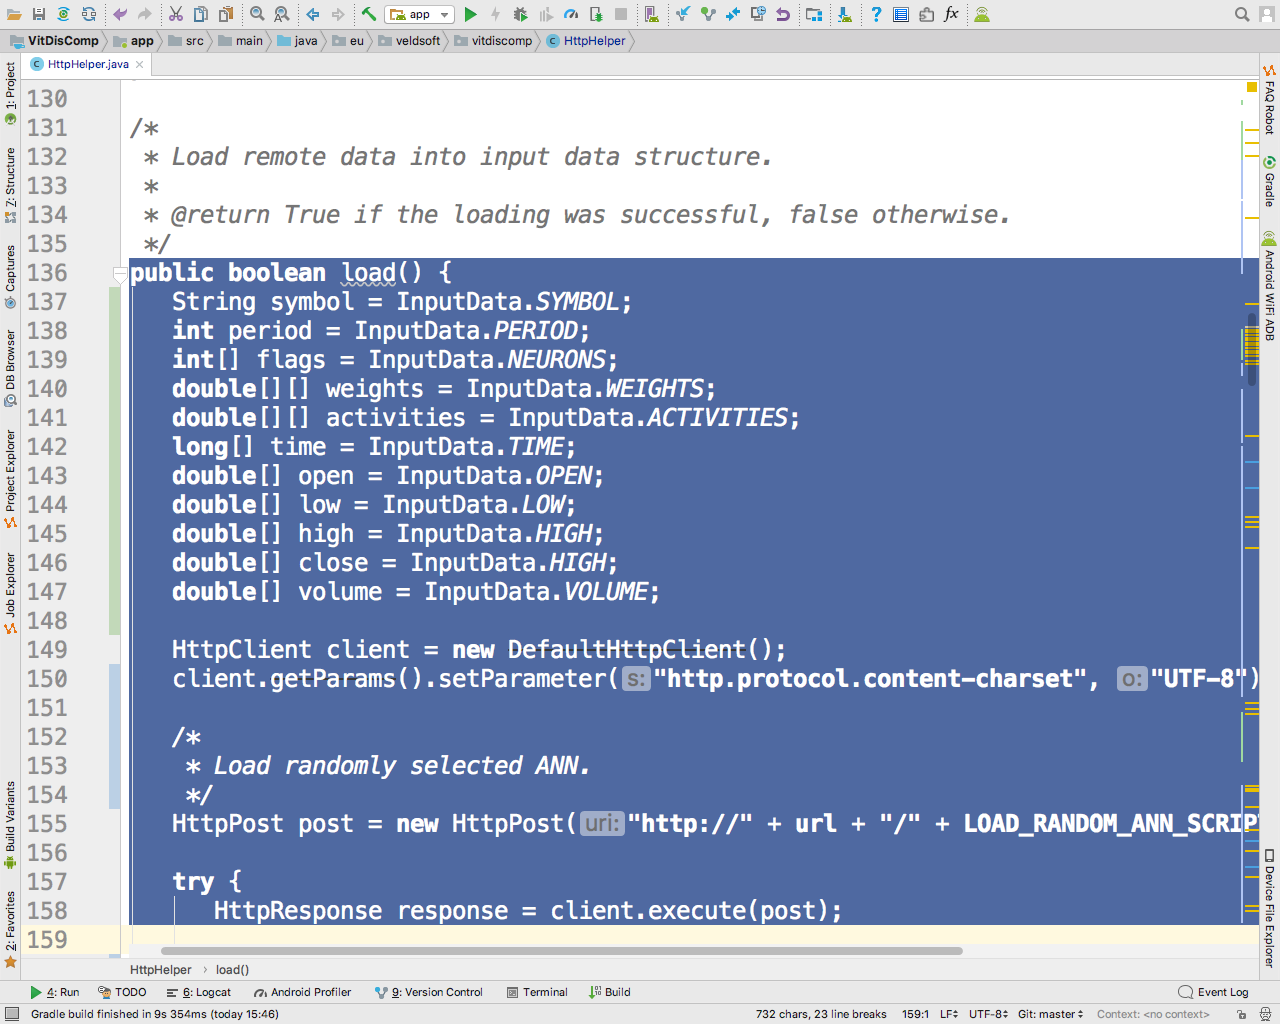 app
fx
VitDisComp app src main java eu veldsoft vitdiscomp HttpHelper
HttpHelper.java
1: Project
Z: Structure
Captures
DB Browser
Project Explorer
Job Explorer
Build Variants
2: Favorites
130
131 /*
132 * Load remote data into input data structure.
133 *
134 * @return True if the loading was successful, false otherwise.
135 */
136 public boolean load() {
137 String symbol = InputData.SYMBOL;
138 int period = InputData.PERIOD;
139 int[] flags = InputData.NEURONS;
140 double[][] weights = InputData.WEIGHTS;
141 double[][] activities = InputData.ACTIVITIES;
142 long[] time = InputData.TIME;
143 double[] open = InputData.OPEN;
144 double[] low = InputData.LOW;
145 double[] high = InputData.HIGH;
146 double[] close = InputData.HIGH;
147 double[] volume = InputData.VOLUME;
148
149 HttpClient client = new DefaultHttpClient();
150 client.getParams().setParameter( s: "http.protocol.content-charset", o: "UTF-8")
151
152 /*
153 * Load randomly selected ANN.
154 */
155 HttpPost post = new HttpPost( uri: "http://" + url + "/" + LOAD_RANDOM_ANN_SCRIPT
156
157 try {
158 HttpResponse response = client.execute(post);
159
FAQ Robot
Gradle
Android WiFi ADB
Device File Explorer
HttpHelper › load()
4: Run TODO 6: Logcat Android Profiler 9: Version Control Terminal Build Event Log
Gradle build finished in 9s 354ms (today 15:46) 732 chars, 23 line breaks 159:1 LF UTF-8 Git: master Context: <no context>